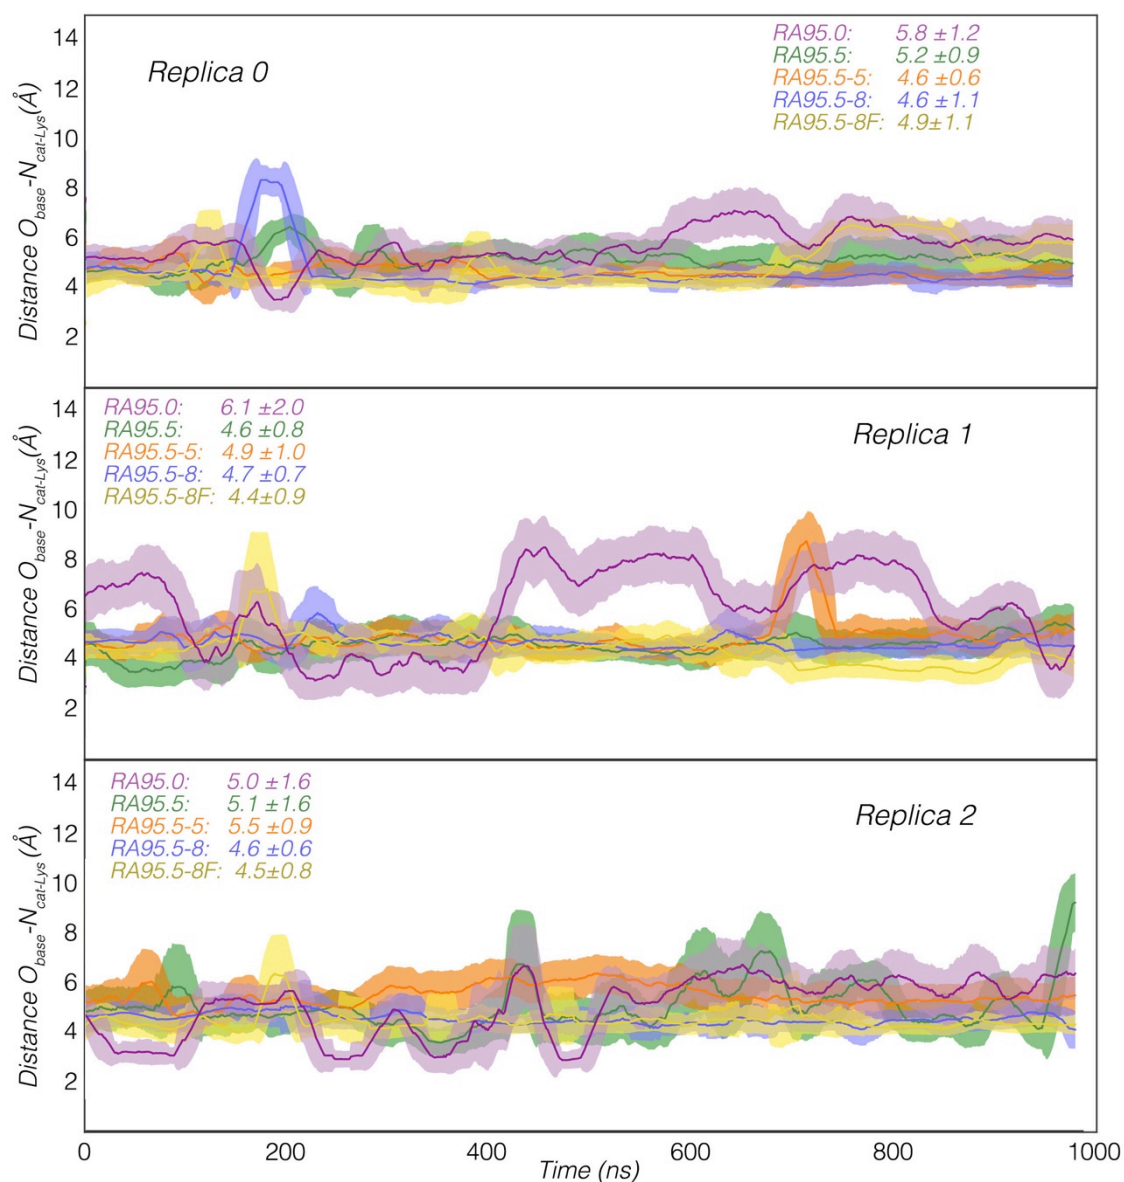 Replica 0
RA95.0: 5.8 ±1.2
RA95.5: 5.2 ±0.9
RA95.5-5: 4.6 ±0.6
RA95.5-8: 4.6 ±1.1
RA95.5-8F: 4.9±1.1
Distance O_base-N_cat-Lys(Å)
14
12
10
8
6
4
2
RA95.0: 6.1 ±2.0
RA95.5: 4.6 ±0.8
RA95.5-5: 4.9 ±1.0
RA95.5-8: 4.7 ±0.7
RA95.5-8F: 4.4±0.9
Replica 1
Distance O_base-N_cat-Lys(Å)
14
12
10
8
6
4
2
RA95.0: 5.0 ±1.6
RA95.5: 5.1 ±1.6
RA95.5-5: 5.5 ±0.9
RA95.5-8: 4.6 ±0.6
RA95.5-8F: 4.5±0.8
Replica 2
Distance O_base-N_cat-Lys(Å)
14
12
10
8
6
4
2
0 200 400 600 800 1000
Time (ns)